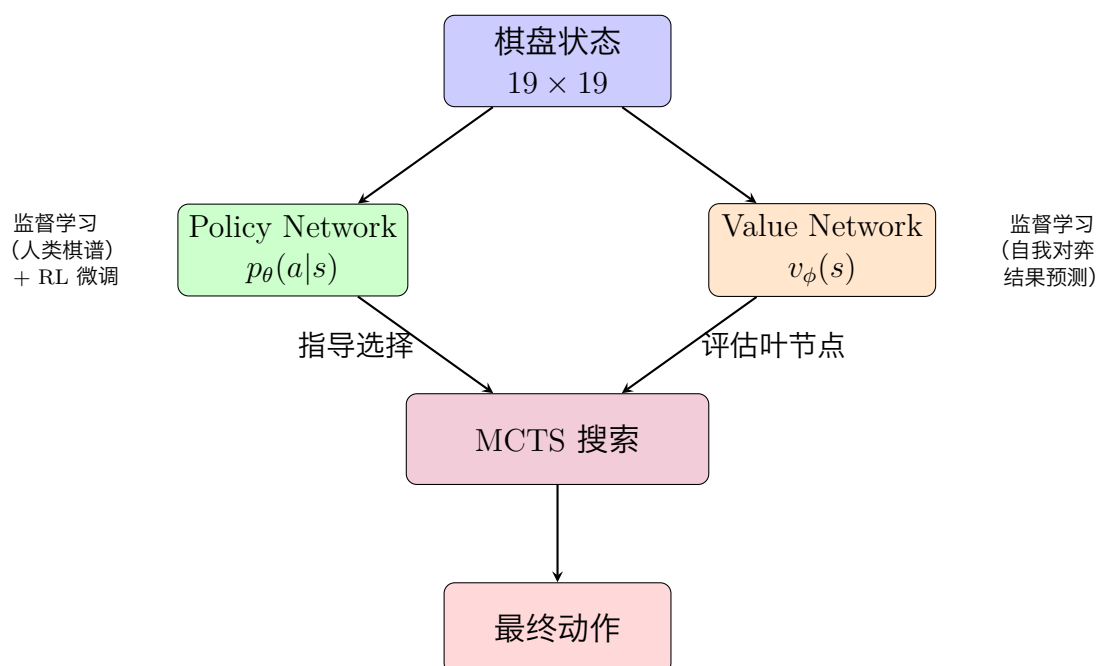 棋盘状态
19 × 19
监督学习
（人类棋谱）
+ RL 微调
Policy Network
p_θ(a|s)
Value Network
v_ϕ(s)
监督学习
（自我对弈
结果预测）
指导选择
评估叶节点
MCTS 搜索
最终动作